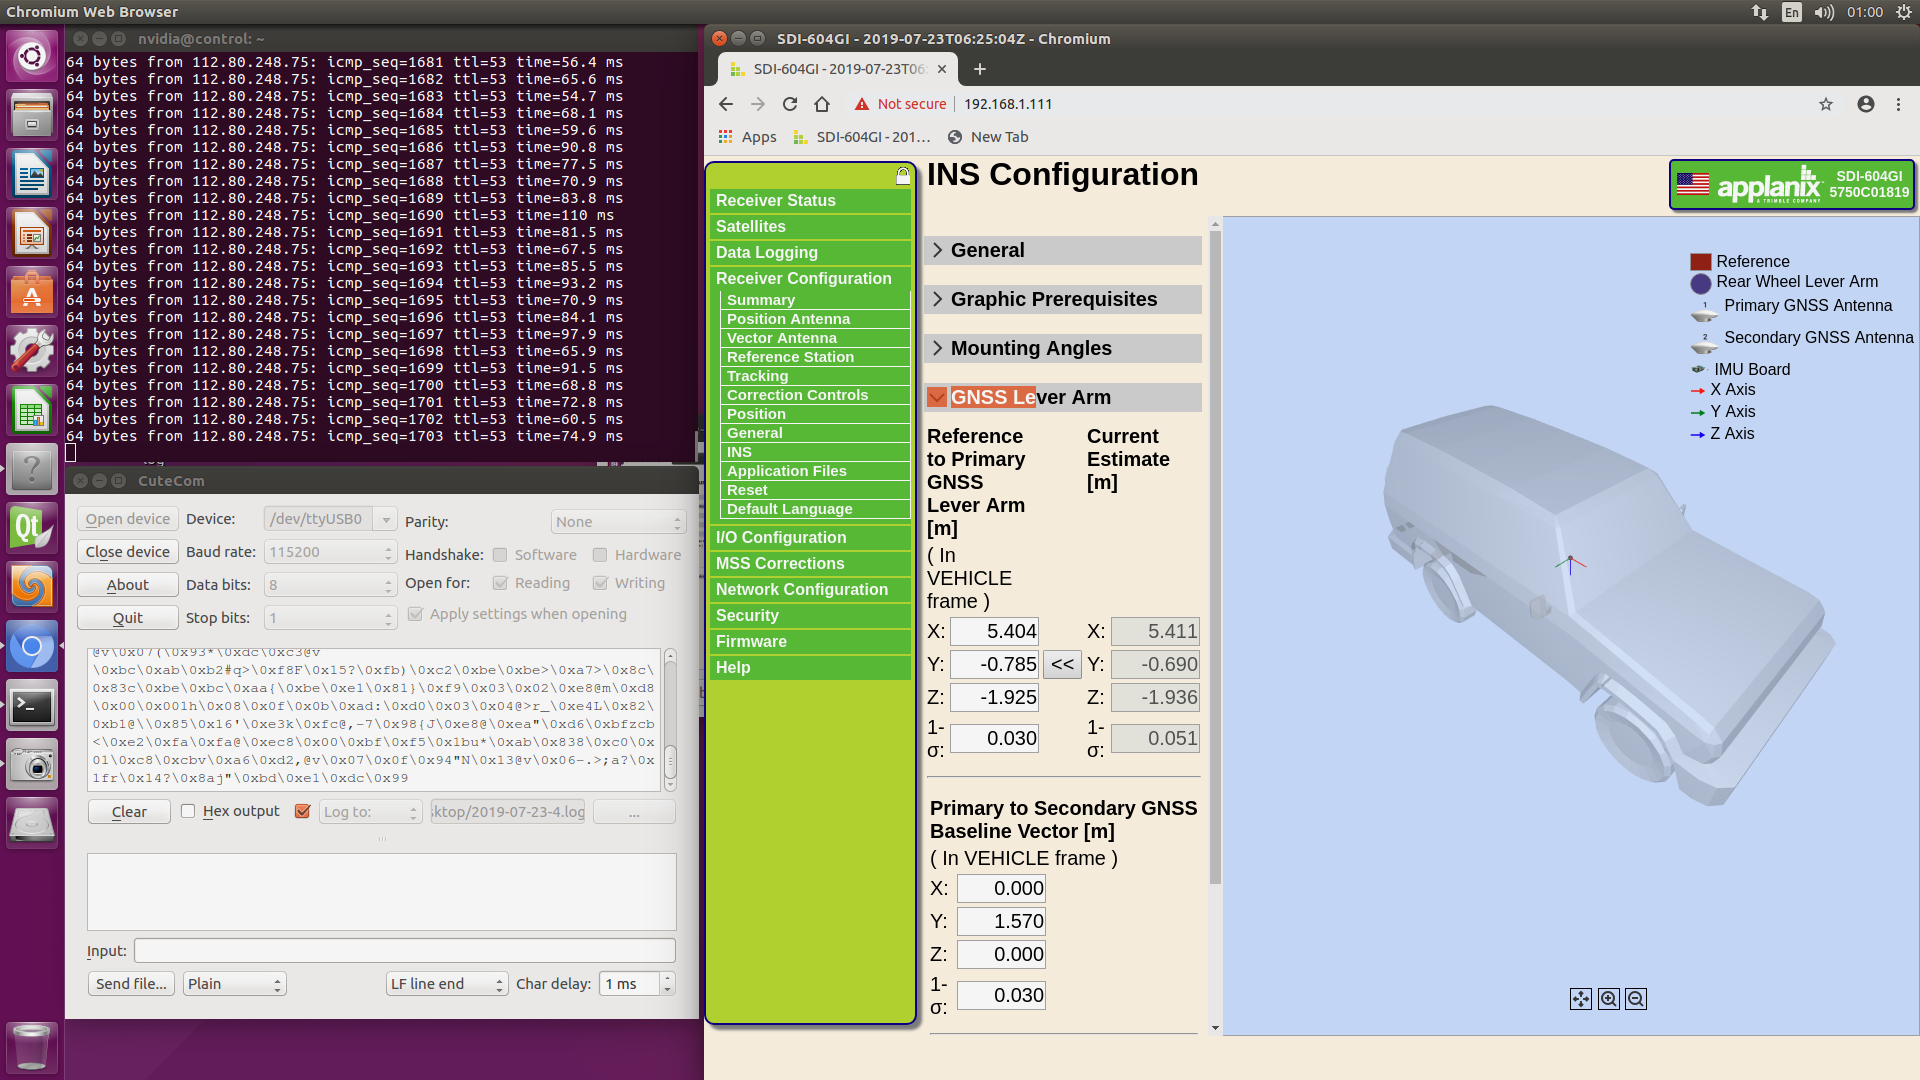 Chromium Web Browser
En
01:00
nvidia@control: ~
64 bytes from 112.80.248.75: icmp_seq=1681 ttl=53 time=56.4 ms
64 bytes from 112.80.248.75: icmp_seq=1682 ttl=53 time=65.6 ms
64 bytes from 112.80.248.75: icmp_seq=1683 ttl=53 time=54.7 ms
64 bytes from 112.80.248.75: icmp_seq=1684 ttl=53 time=68.1 ms
64 bytes from 112.80.248.75: icmp_seq=1685 ttl=53 time=59.6 ms
64 bytes from 112.80.248.75: icmp_seq=1686 ttl=53 time=90.8 ms
64 bytes from 112.80.248.75: icmp_seq=1687 ttl=53 time=77.5 ms
64 bytes from 112.80.248.75: icmp_seq=1688 ttl=53 time=70.9 ms
64 bytes from 112.80.248.75: icmp_seq=1689 ttl=53 time=83.8 ms
64 bytes from 112.80.248.75: icmp_seq=1690 ttl=53 time=110 ms
64 bytes from 112.80.248.75: icmp_seq=1691 ttl=53 time=81.5 ms
64 bytes from 112.80.248.75: icmp_seq=1692 ttl=53 time=67.5 ms
64 bytes from 112.80.248.75: icmp_seq=1693 ttl=53 time=85.5 ms
64 bytes from 112.80.248.75: icmp_seq=1694 ttl=53 time=93.2 ms
64 bytes from 112.80.248.75: icmp_seq=1695 ttl=53 time=70.9 ms
64 bytes from 112.80.248.75: icmp_seq=1696 ttl=53 time=84.1 ms
64 bytes from 112.80.248.75: icmp_seq=1697 ttl=53 time=97.9 ms
64 bytes from 112.80.248.75: icmp_seq=1698 ttl=53 time=65.9 ms
64 bytes from 112.80.248.75: icmp_seq=1699 ttl=53 time=91.5 ms
64 bytes from 112.80.248.75: icmp_seq=1700 ttl=53 time=68.8 ms
64 bytes from 112.80.248.75: icmp_seq=1701 ttl=53 time=72.8 ms
64 bytes from 112.80.248.75: icmp_seq=1702 ttl=53 time=60.5 ms
64 bytes from 112.80.248.75: icmp_seq=1703 ttl=53 time=74.9 ms
CuteCom
Open device Device: /dev/ttyUSB0 Parity: None
Close device Baud rate: 115200 Handshake: Software Hardware
About Data bits: 8 Open for: Reading Writing
Quit Stop bits: 1 Apply settings when opening
@v\0x07(\0x93*\0xdc\0xc3@v
\0xbc\0xab\0xb2#q>\0xf8F\0x15?\0xfb)\0xc2\0xbe\0xbe>\0xa7>\0x8c\
0x83c\0xbe\0xbc\0xaa{\0xbe\0xe1\0x81}\0xf9\0x03\0x02\0xe8@m\0xd8
\0x00\0x001h\0x08\0x0f\0x0b\0xad:\0xd0\0x03\0x04@>r_\0xe4L\0x82\
0xb1@\\0x85\0x16'\0xe3k\0xfc@,-7\0x98{J\0xe8@\0xea"\0xd6\0xbfzcb
<\0xe2\0xfa\0xfa@\0xec8\0x00\0xbf\0xf5\0x1bu*\0xab\0x838\0xc0\0x
01\0xc8\0xcbv\0xa6\0xd2,@v\0x07\0x0f\0x94"N\0x13@v\0x06-.>;a?\0x
1fr\0x14?\0x8aj"\0xbd\0xe1\0xdc\0x99
Clear Hex output Log to: ktop/2019-07-23-4.log ...
Input:
Send file... Plain LF line end Char delay: 1 ms
SDI-604GI - 2019-07-23T06:25:04Z - Chromium
SDI-604GI - 2019-07-23T06:
Not secure 192.168.1.111
Apps SDI-604GI - 201... New Tab
Receiver Status
Satellites
Data Logging
Receiver Configuration
Summary
Position Antenna
Vector Antenna
Reference Station
Tracking
Correction Controls
Position
General
INS
Application Files
Reset
Default Language
I/O Configuration
MSS Corrections
Network Configuration
Security
Firmware
Help
INS Configuration
applanix
A TRIMBLE COMPANY
SDI-604GI
5750C01819
General
Graphic Prerequisites
Mounting Angles
GNSS Lever Arm
Reference to Primary GNSS Lever Arm [m]
( In VEHICLE frame )
Current Estimate [m]
X: 5.404 X: 5.411
Y: -0.785 << Y: -0.690
Z: -1.925 Z: -1.936
1-σ: 0.030 1-σ: 0.051
Primary to Secondary GNSS
Baseline Vector [m]
( In VEHICLE frame )
X: 0.000
Y: 1.570
Z: 0.000
1-σ: 0.030
Reference
Rear Wheel Lever Arm
1 Primary GNSS Antenna
2 Secondary GNSS Antenna
IMU Board
X Axis
Y Axis
Z Axis